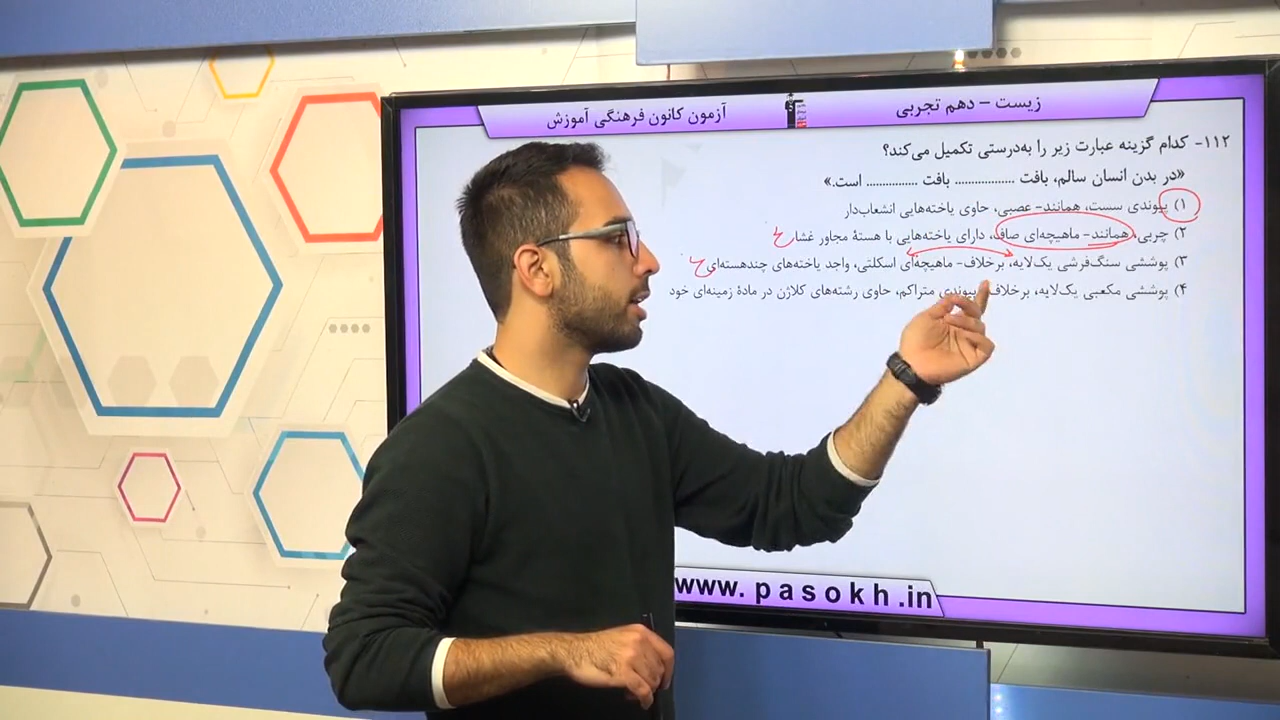 زیست – دهم تجربی
آزمون کانون فرهنگی آموزش
۱۱۲- کدام گزینه عبارت زیر را به‌درستی تکمیل می‌کند؟
«در بدن انسان سالم، بافت ................. بافت ............... است.»
۱) پیوندی سست، همانند- عصبی، حاوی یاخته‌هایی انشعاب‌دار
۲) چربی، همانند- ماهیچه‌ای صاف، دارای یاخته‌هایی با هستهٔ مجاور غشا
۳) پوششی سنگ‌فرشی یک‌لایه، برخلاف- ماهیچه‌ای اسکلتی، واجد یاخته‌های چندهسته‌ای
۴) پوششی مکعبی یک‌لایه، برخلاف پیوندی متراکم، حاوی رشته‌های کلاژن در مادهٔ زمینه‌ای خود
www.pasokh.in